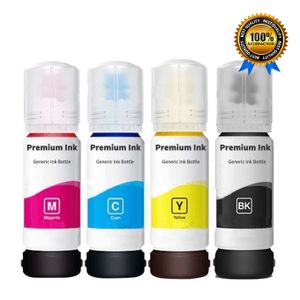 100%
SATISFACTION
Premium Ink
Generic Ink Bottle
M
Magenta
Premium Ink
Generic Ink Bottle
C
Cyan
Premium Ink
Generic Ink Bottle
Y
Yellow
Premium Ink
Generic Ink Bottle
BK